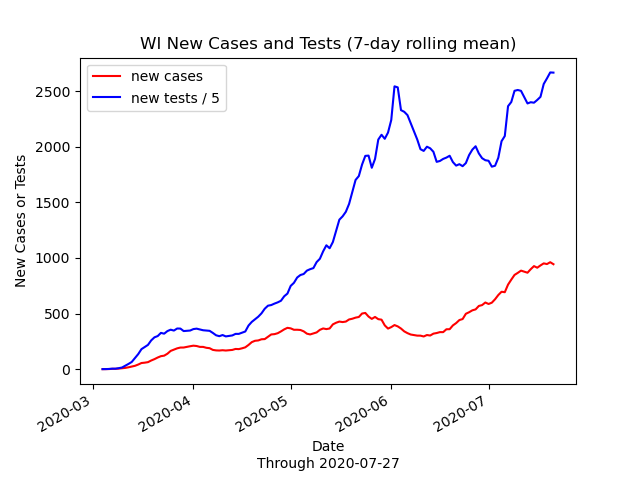 WI New Cases and Tests (7-day rolling mean)
new cases
new tests / 5
New Cases or Tests
2500
2000
1500
1000
500
0
2020-03
2020-04
2020-05
2020-06
2020-07
Date
Through 2020-07-27